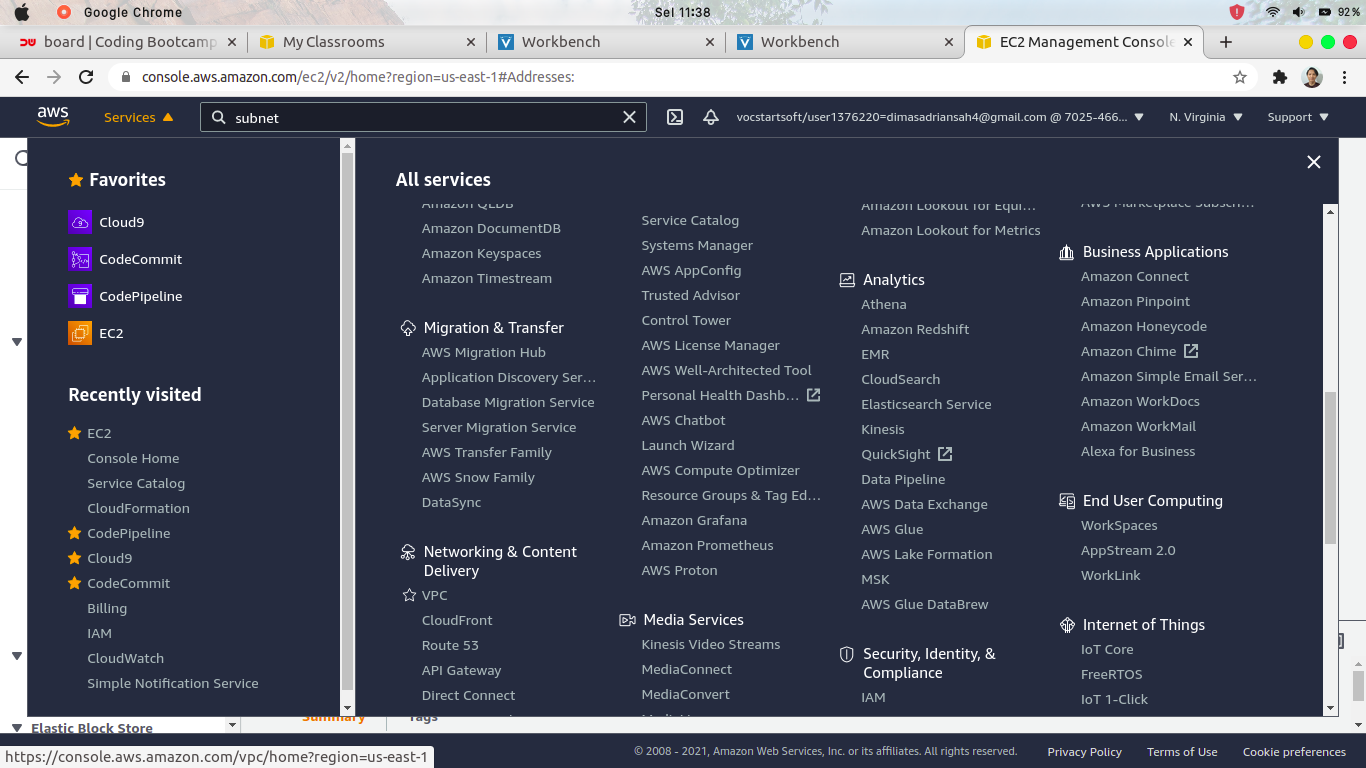 Google Chrome
Sel 11:38
92%
board | Coding Bootcamp
My Classrooms
Workbench
Workbench
EC2 Management Console
console.aws.amazon.com/ec2/v2/home?region=us-east-1#Addresses:
aws
Services
subnet
vocstartsoft/user1376220=dimasadriansah4@gmail.com @ 7025-466...
N. Virginia
Support
Favorites
Cloud9
CodeCommit
CodePipeline
EC2
Recently visited
EC2
Console Home
Service Catalog
CloudFormation
CodePipeline
Cloud9
CodeCommit
Billing
IAM
CloudWatch
Simple Notification Service
All services
Amazon QLDB
Amazon DocumentDB
Amazon Keyspaces
Amazon Timestream
Migration & Transfer
AWS Migration Hub
Application Discovery Ser...
Database Migration Service
Server Migration Service
AWS Transfer Family
AWS Snow Family
DataSync
Networking & Content
Delivery
VPC
CloudFront
Route 53
API Gateway
Direct Connect
Service Catalog
Systems Manager
AWS AppConfig
Trusted Advisor
Control Tower
AWS License Manager
AWS Well-Architected Tool
Personal Health Dashb...
AWS Chatbot
Launch Wizard
AWS Compute Optimizer
Resource Groups & Tag Ed...
Amazon Grafana
Amazon Prometheus
AWS Proton
Media Services
Kinesis Video Streams
MediaConnect
MediaConvert
Amazon Lookout for Equi...
Amazon Lookout for Metrics
Analytics
Athena
Amazon Redshift
EMR
CloudSearch
Elasticsearch Service
Kinesis
QuickSight
Data Pipeline
AWS Data Exchange
AWS Glue
AWS Lake Formation
MSK
AWS Glue DataBrew
Security, Identity, &
Compliance
IAM
AWS Marketplace Subscri...
Business Applications
Amazon Connect
Amazon Pinpoint
Amazon Honeycode
Amazon Chime
Amazon Simple Email Ser...
Amazon WorkDocs
Amazon WorkMail
Alexa for Business
End User Computing
WorkSpaces
AppStream 2.0
WorkLink
Internet of Things
IoT Core
FreeRTOS
IoT 1-Click
Elastic Block Store
Summary
Tags
https://console.aws.amazon.com/vpc/home?region=us-east-1
© 2008 - 2021, Amazon Web Services, Inc. or its affiliates. All rights reserved.
Privacy Policy
Terms of Use
Cookie preferences